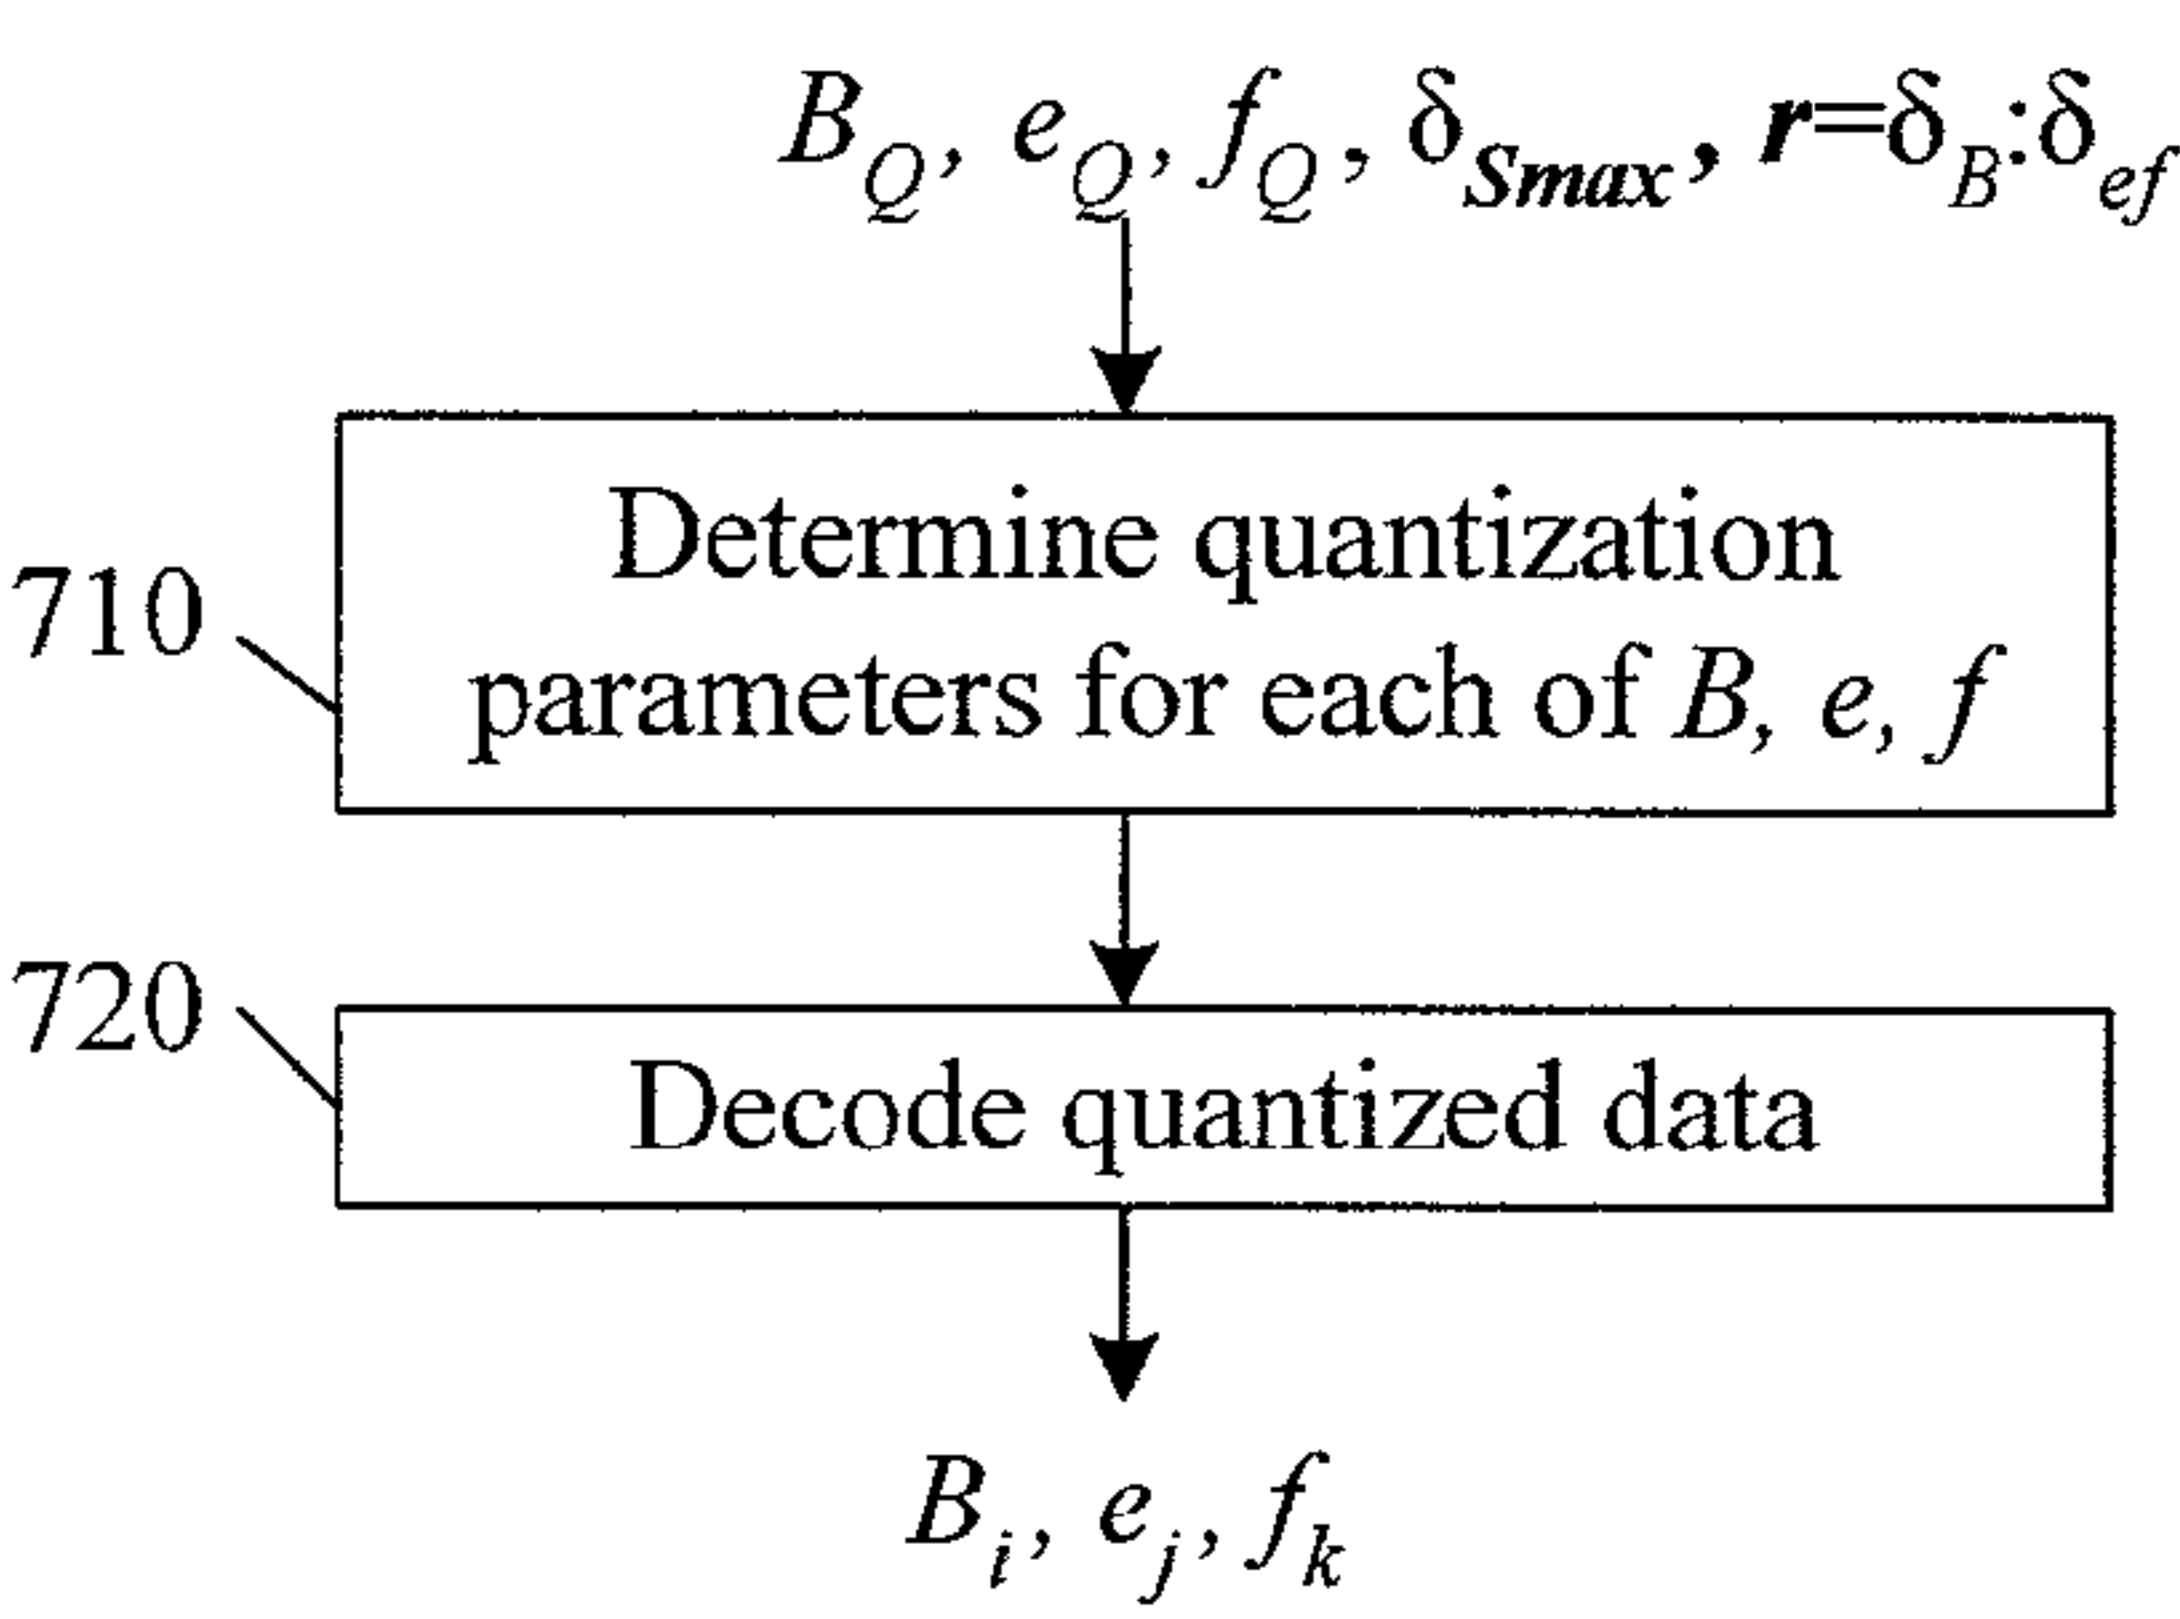 B_Q, e_Q, f_Q, δ_Smax, r=δ_B:δ_ef
710
Determine quantization
parameters for each of B, e, f
720
Decode quantized data
B_i, e_j, f_k